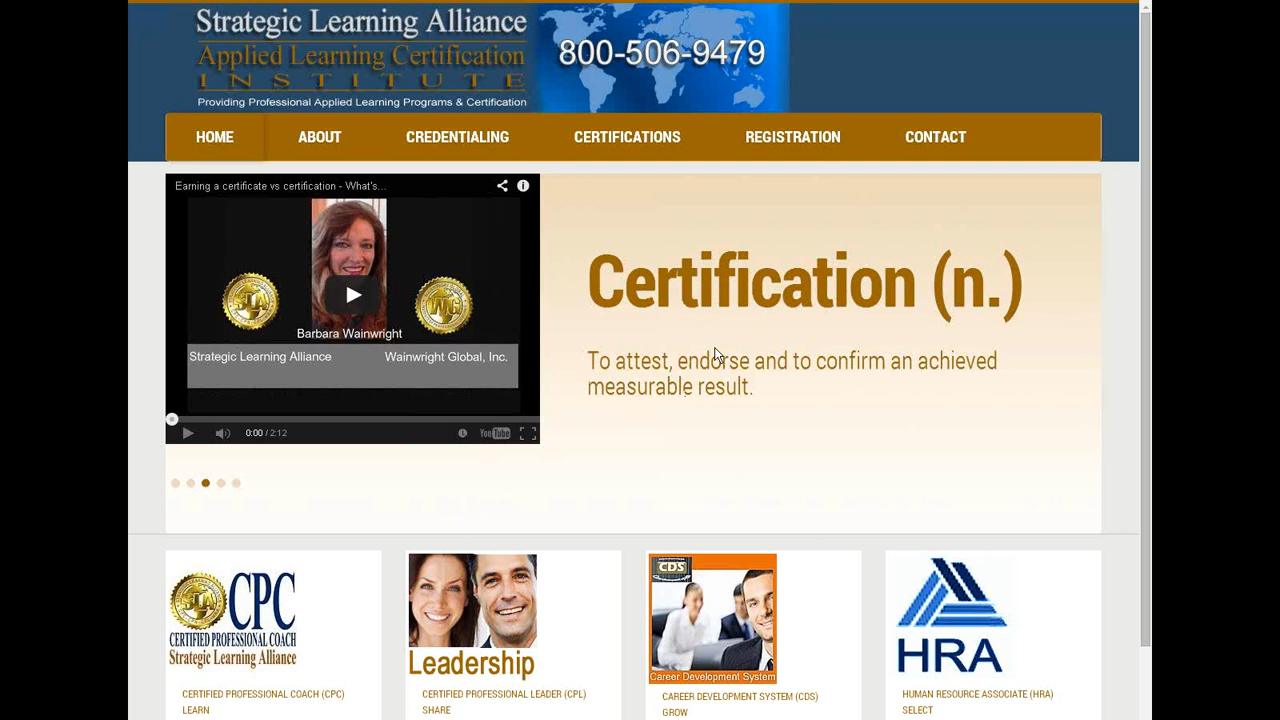 Strategic Learning Alliance
Applied Learning Certification
INSTITUTE
Providing Professional Applied Learning Programs & Certification
800-506-9479
HOME ABOUT CREDENTIALING CERTIFICATIONS REGISTRATION CONTACT
Earning a certificate vs certification - What's...
SLA
WG
Barbara Wainwright
Strategic Learning Alliance Wainwright Global, Inc.
0:00 / 2:12
YouTube
Certification (n.)
To attest, endorse and to confirm an achieved
measurable result.
SLA
CPC
CERTIFIED PROFESSIONAL COACH
Strategic Learning Alliance
CERTIFIED PROFESSIONAL COACH (CPC)
LEARN
Leadership
CERTIFIED PROFESSIONAL LEADER (CPL)
SHARE
CDS
Career Development System
CAREER DEVELOPMENT SYSTEM (CDS)
GROW
HRA
HUMAN RESOURCE ASSOCIATE (HRA)
SELECT